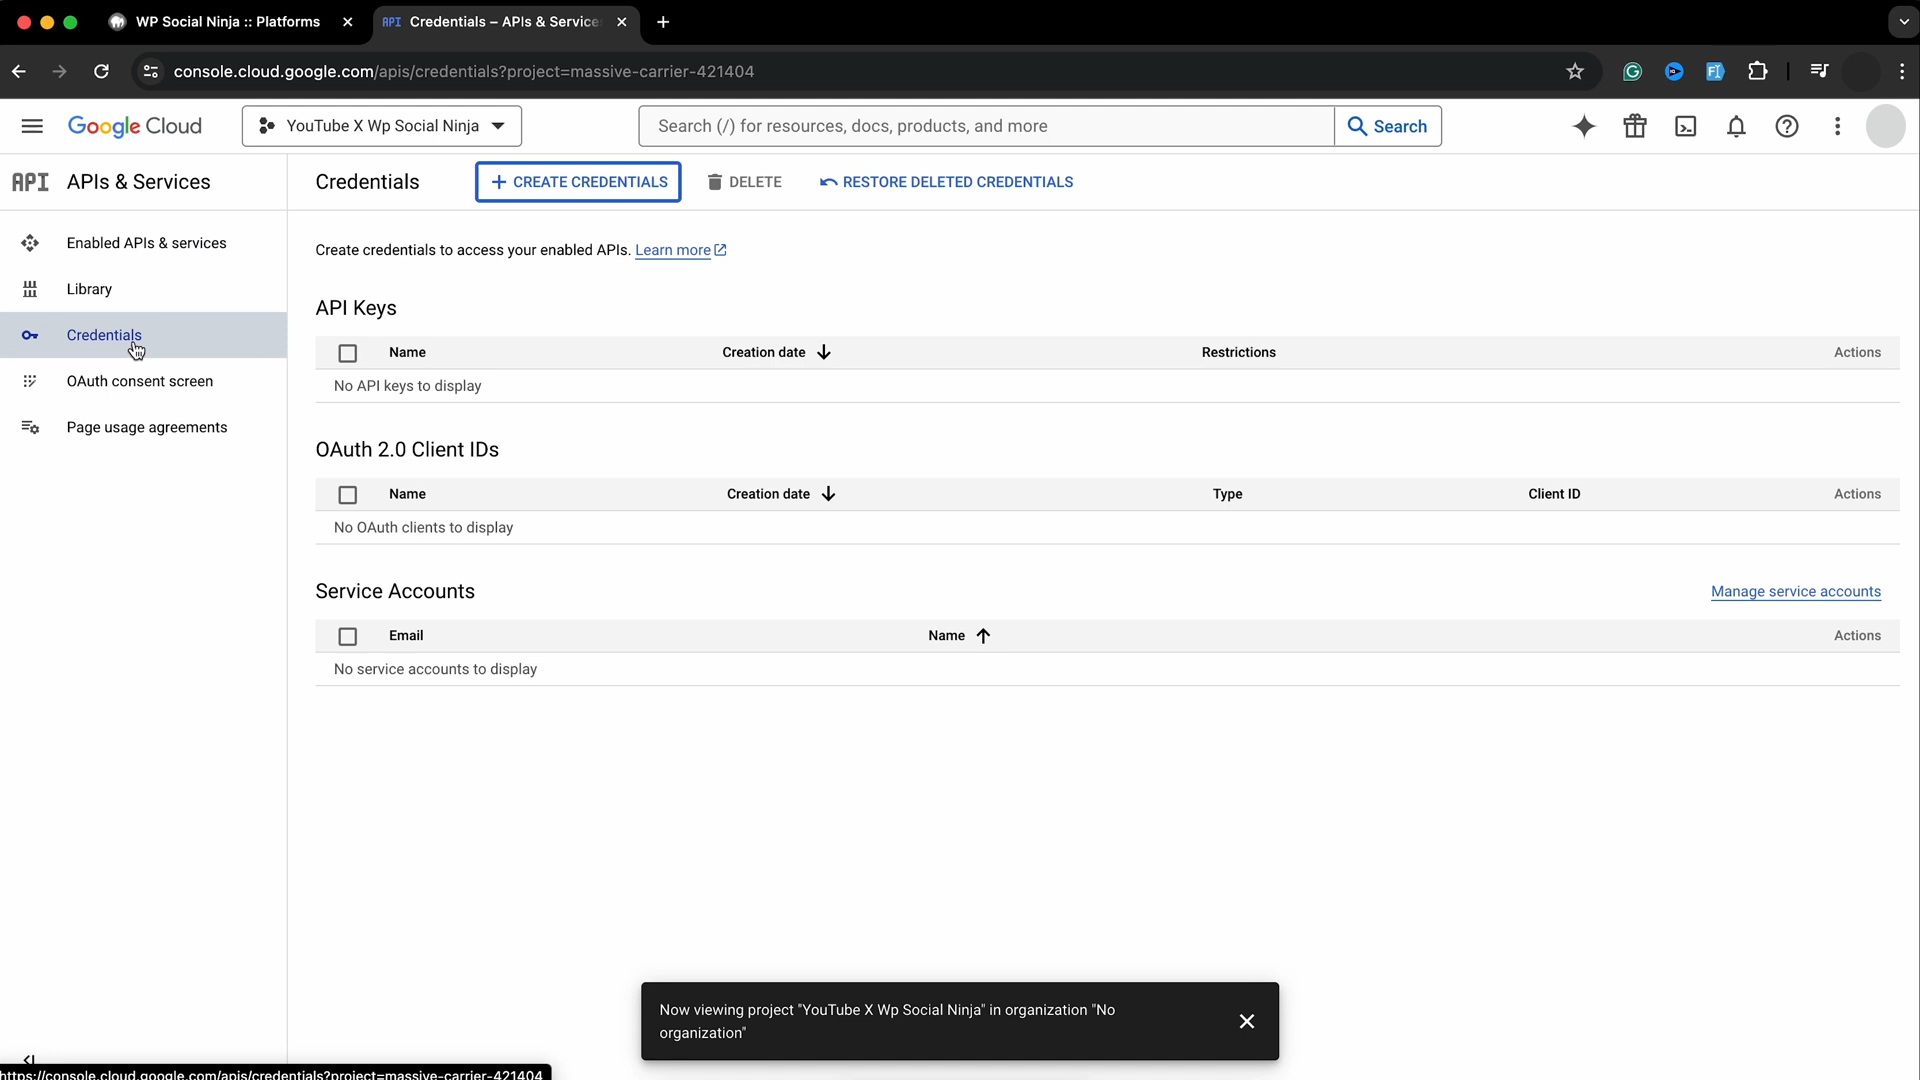 WP Social Ninja :: Platforms
API Credentials – APIs & Service
console.cloud.google.com/apis/credentials?project=massive-carrier-421404
Google Cloud
YouTube X Wp Social Ninja
Search (/) for resources, docs, products, and more
Search
API APIs & Services
Credentials
CREATE CREDENTIALS
DELETE
RESTORE DELETED CREDENTIALS
Enabled APIs & services
Library
Credentials
OAuth consent screen
Page usage agreements
Create credentials to access your enabled APIs. Learn more
API Keys
Name Creation date Restrictions Actions
No API keys to display
OAuth 2.0 Client IDs
Name Creation date Type Client ID Actions
No OAuth clients to display
Service Accounts
Manage service accounts
Email Name Actions
No service accounts to display
Now viewing project "YouTube X Wp Social Ninja" in organization "No
organization"
https://console.cloud.google.com/apis/credentials?project=massive-carrier-421404